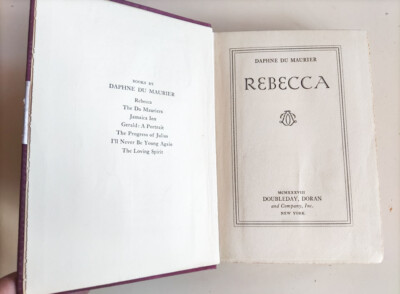 BOOKS BY
DAPHNE DU MAURIER
Rebecca
The Du Mauriers
Jamaica Inn
Gerald: A Portrait
The Progress of Julius
I'll Never Be Young Again
The Loving Spirit
DAPHNE DU MAURIER
REBECCA
MCMXXXVIII
DOUBLEDAY, DORAN
and Company, Inc.
NEW YORK